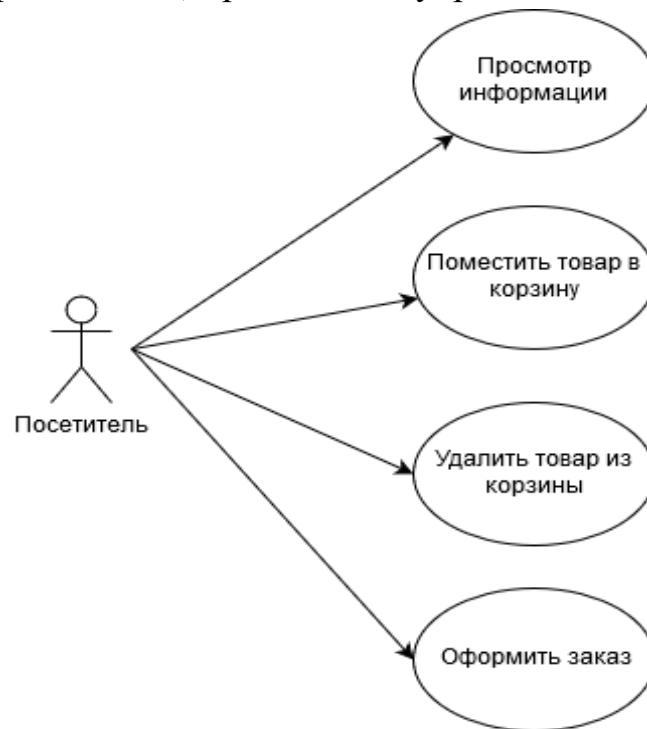 Просмотр
информации
Поместить товар в
корзину
Посетитель
Удалить товар из
корзины
Оформить заказ